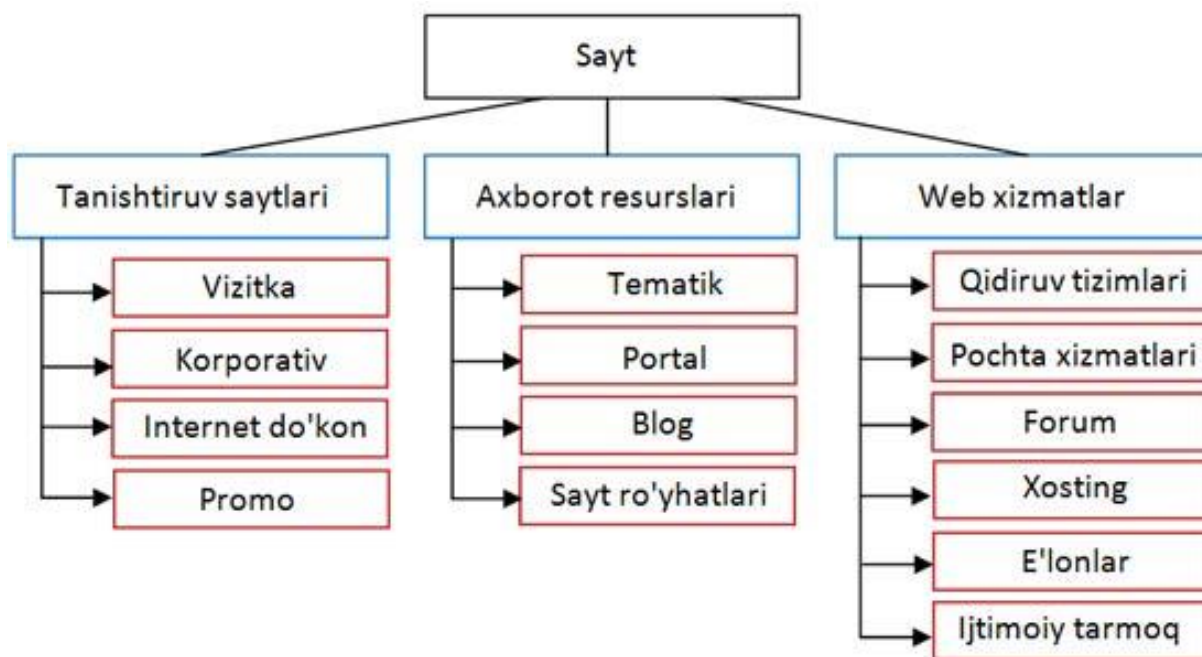 Sayt
Tanishtiruv saytlari
Vizitka
Korporativ
Internet do'kon
Promo
Axborot resurslari
Tematik
Portal
Blog
Sayt ro'yhatlari
Web xizmatlar
Qidiruv tizimlari
Pochta xizmatlari
Forum
Xosting
E'lonlar
Ijtimoiy tarmoq